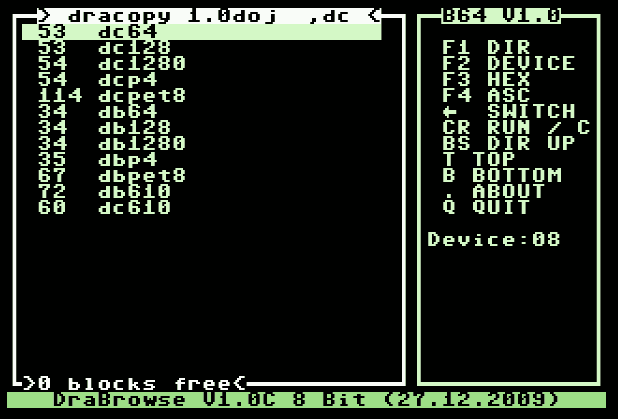 > dracopy 1.0doj  ,dc <
53  dc64
53  dc128
54  dc1280
54  dcp4
114 dcpet8
34  db64
34  db128
34  db1280
35  dbp4
67  dbpet8
72  db610
60  dc610
>0 blocks free<
B64 V1.0
F1 DIR
F2 DEVICE
F3 HEX
F4 ASC
←  SWITCH
CR RUN / C
BS DIR UP
T TOP
B BOTTOM
. ABOUT
Q QUIT
Device:08
DraBrowse V1.0C 8 Bit (27.12.2009)